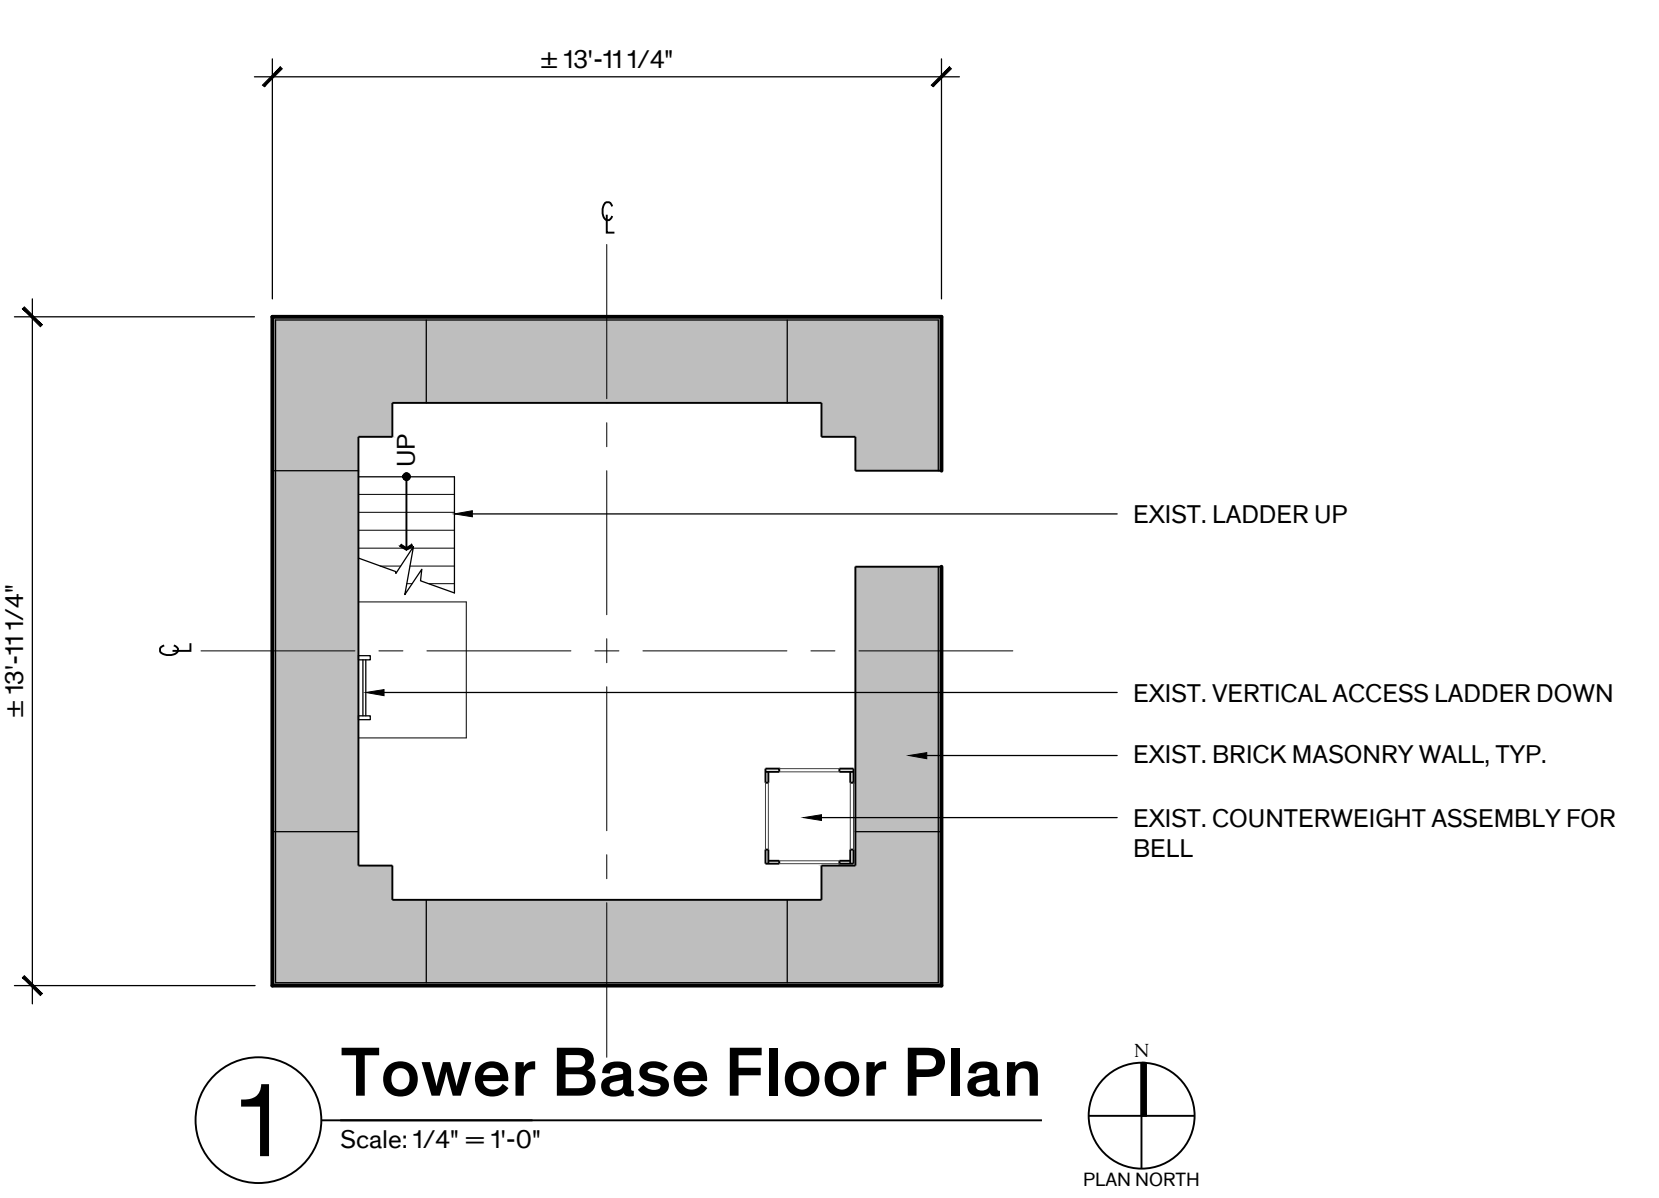 ± 13'-11 1/4"
℄
UP
EXIST. LADDER UP
± 13'-11 1/4"
℄
EXIST. VERTICAL ACCESS LADDER DOWN
EXIST. BRICK MASONRY WALL, TYP.
EXIST. COUNTERWEIGHT ASSEMBLY FOR
BELL
1
Tower Base Floor Plan
Scale: 1/4" = 1'-0"
N
PLAN NORTH